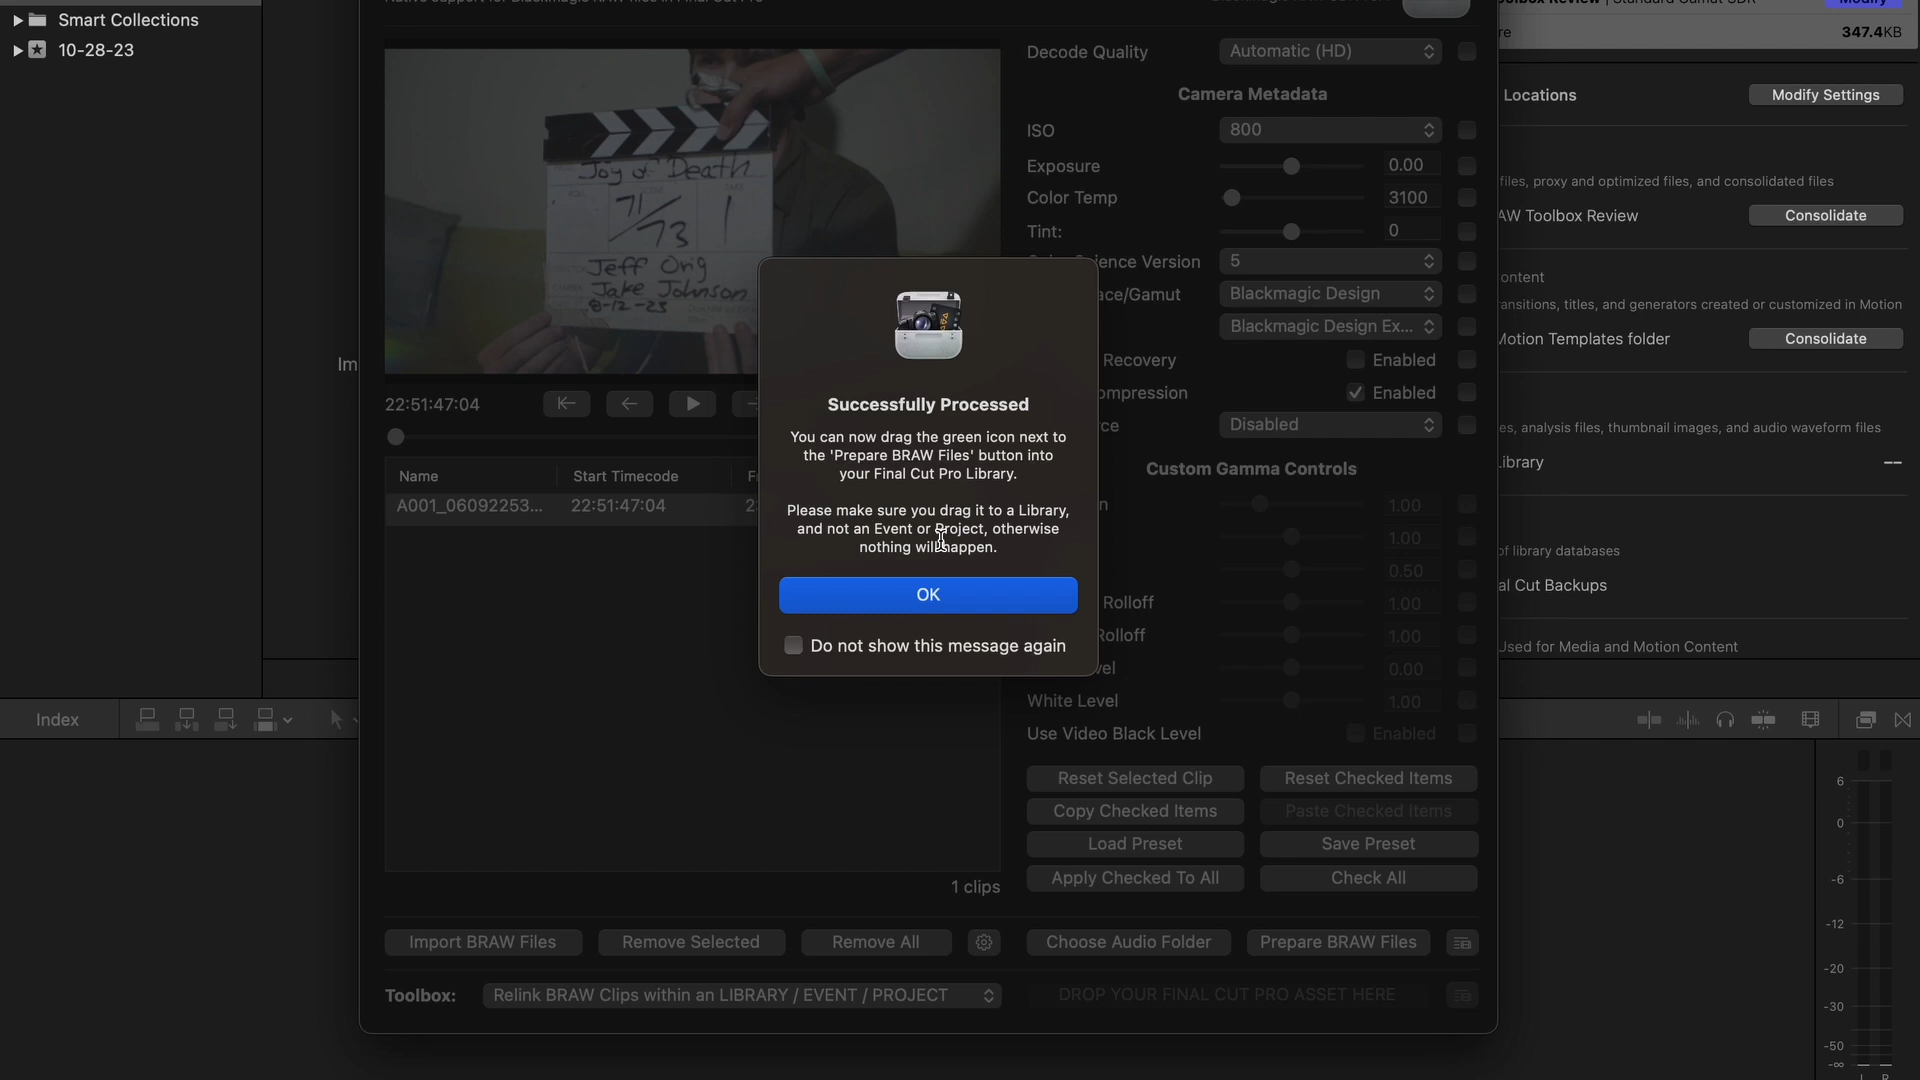 Smart Collections
10-28-23
Index
Joy of Death
71/73
1
Jeff Orig
Jake Johnson
8-12-23
22:51:47:04
Name
Start Timecode
A001_06092253...
22:51:47:04
1 clips
Import BRAW Files
Remove Selected
Remove All
Toolbox:
Relink BRAW Clips within an LIBRARY / EVENT / PROJECT
Successfully Processed
You can now drag the green icon next to
the 'Prepare BRAW Files' button into
your Final Cut Pro Library.
Please make sure you drag it to a Library,
and not an Event or Project, otherwise
nothing will happen.
OK
Do not show this message again
Decode Quality
Automatic (HD)
Camera Metadata
ISO
800
Exposure
0.00
Color Temp
3100
Tint:
0
Science Version
5
/Gamut
Blackmagic Design
Blackmagic Design Ex...
Recovery
Enabled
Enabled
Disabled
Custom Gamma Controls
1.00
1.00
0.50
Rolloff
1.00
Rolloff
1.00
0.00
White Level
1.00
Use Video Black Level
Enabled
Reset Selected Clip
Reset Checked Items
Copy Checked Items
Paste Checked Items
Load Preset
Save Preset
Apply Checked To All
Check All
Choose Audio Folder
Prepare BRAW Files
DROP YOUR FINAL CUT PRO ASSET HERE
347.4KB
Locations
Modify Settings
files, proxy and optimized files, and consolidated files
AW Toolbox Review
Consolidate
ontent
ansitions, titles, and generators created or customized in Motion
Motion Templates folder
Consolidate
es, analysis files, thumbnail images, and audio waveform files
Library
--
of library databases
al Cut Backups
Used for Media and Motion Content
6
0
-6
-12
-20
-30
-50
-∞
L R